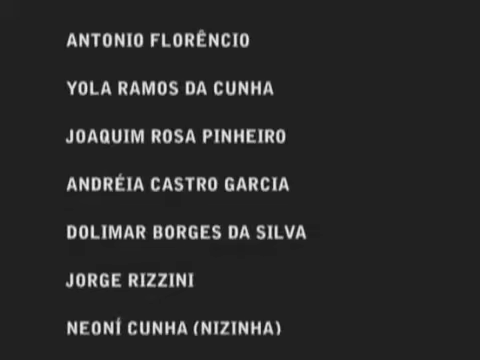 ANTONIO FLORÊNCIO
YOLA RAMOS DA CUNHA
JOAQUIM ROSA PINHEIRO
ANDRÉIA CASTRO GARCIA
DOLIMAR BORGES DA SILVA
JORGE RIZZINI
NEONÍ CUNHA (NIZINHA)